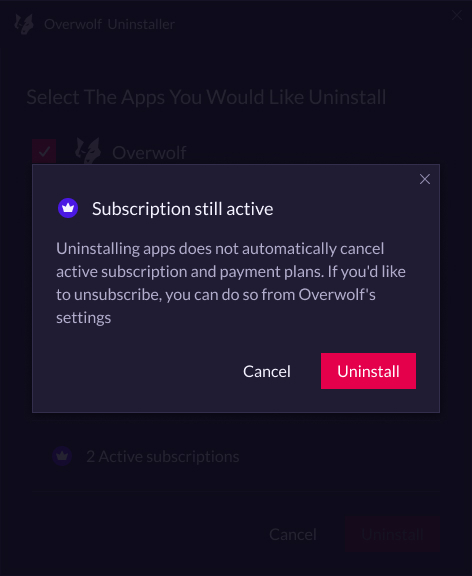 Overwolf Uninstaller
Select The Apps You Would Like Uninstall
Overwolf
Subscription still active
Uninstalling apps does not automatically cancel
active subscription and payment plans. If you'd like
to unsubscribe, you can do so from Overwolf's
settings
Cancel
Uninstall
2 Active subscriptions
Cancel
Uninstall